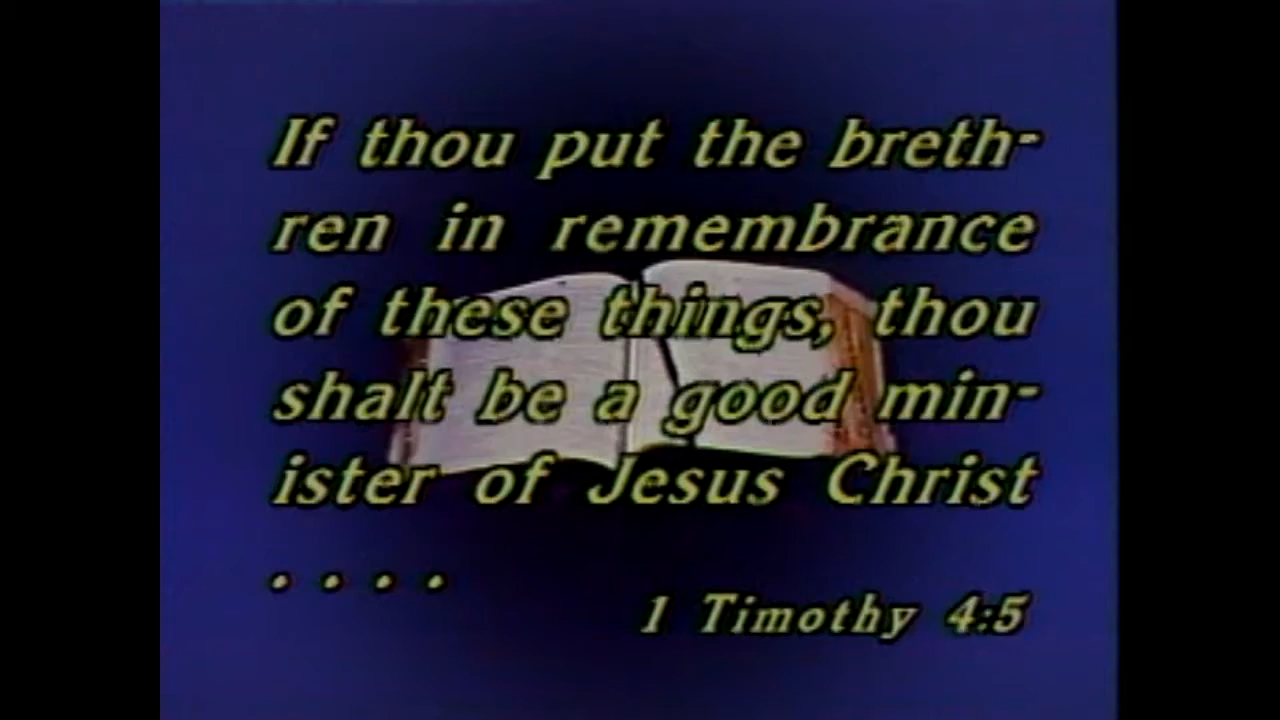 If thou put the breth-
ren in remembrance
of these things, thou
shalt be a good min-
ister of Jesus Christ
. . . .
1 Timothy 4:5